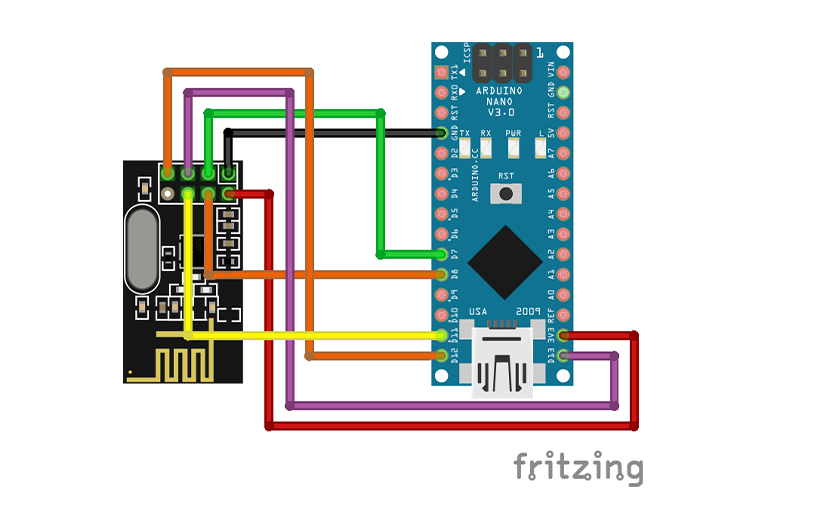 ICSP
1
TX1
RX0
RST
GND
D2
D3
D4
D5
D6
D7
D8
D9
D10
D11
D12
ARDUINO
NANO
V3.0
TX
RX
PWR
L
ARDUINO.CC
RST
USA
2009
VIN
GND
RST
5V
A7
A6
A5
A4
A3
A2
A1
A0
REF
3V3
D13
fritzing